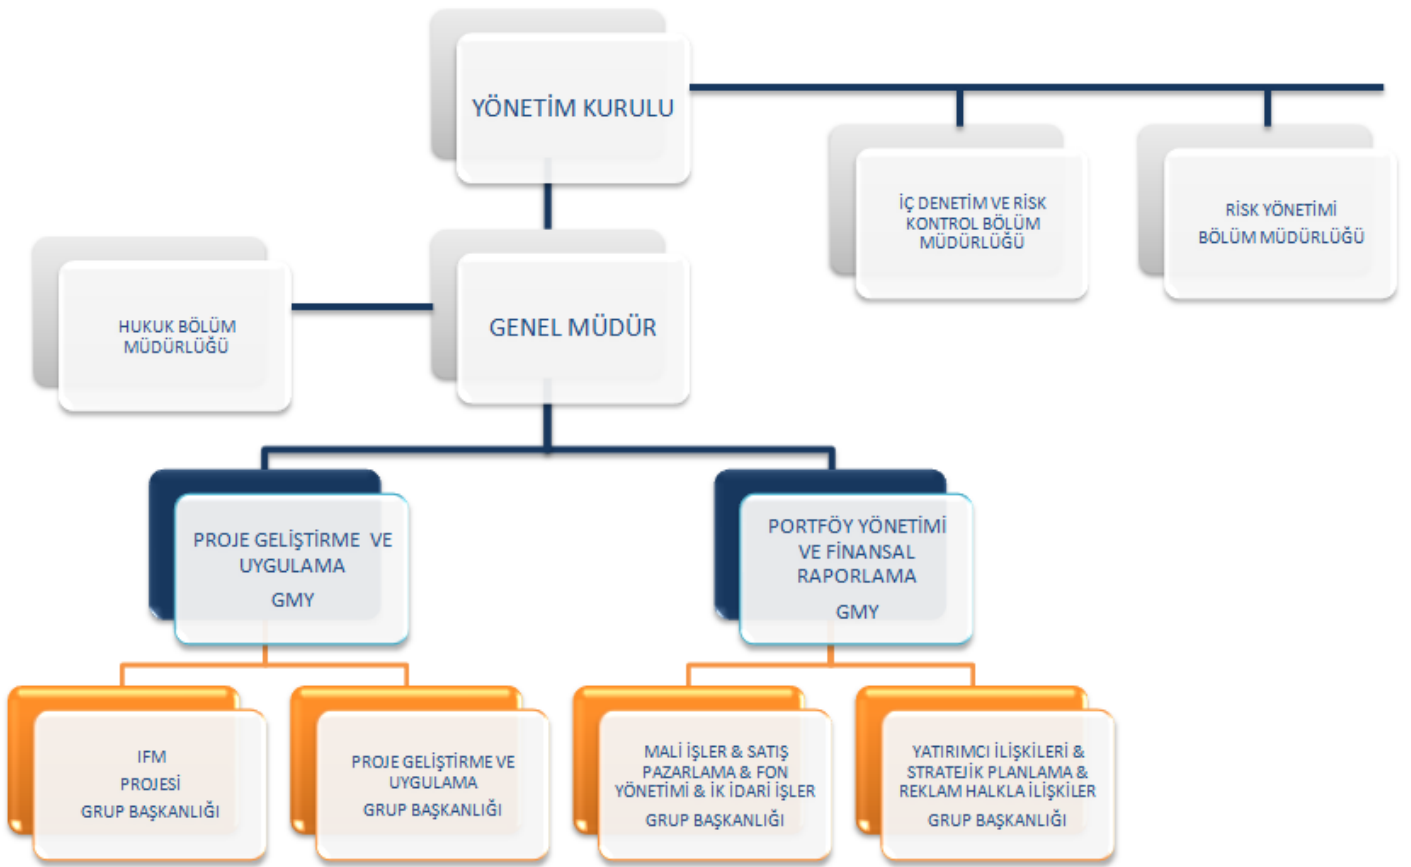 YÖNETİM KURULU
İÇ DENETİM VE RİSK
KONTROL BÖLÜM
MÜDÜRLÜĞÜ
RİSK YÖNETİMİ
BÖLÜM MÜDÜRLÜĞÜ
HUKUK BÖLÜM
MÜDÜRLÜĞÜ
GENEL MÜDÜR
PROJE GELİŞTİRME VE
UYGULAMA
GMY
PORTFÖY YÖNETİMİ
VE FİNANSAL
RAPORLAMA
GMY
IFM
PROJESİ
GRUP BAŞKANLIĞI
PROJE GELİŞTİRME VE
UYGULAMA
GRUP BAŞKANLIĞI
MALİ İŞLER & SATIŞ
PAZARLAMA & FON
YÖNETİMİ & İK İDARİ İŞLER
GRUP BAŞKANLIĞI
YATIRIMCI İLİŞKİLERİ &
STRATEJİK PLANLAMA &
REKLAM HALKLA İLİŞKİLER
GRUP BAŞKANLIĞI